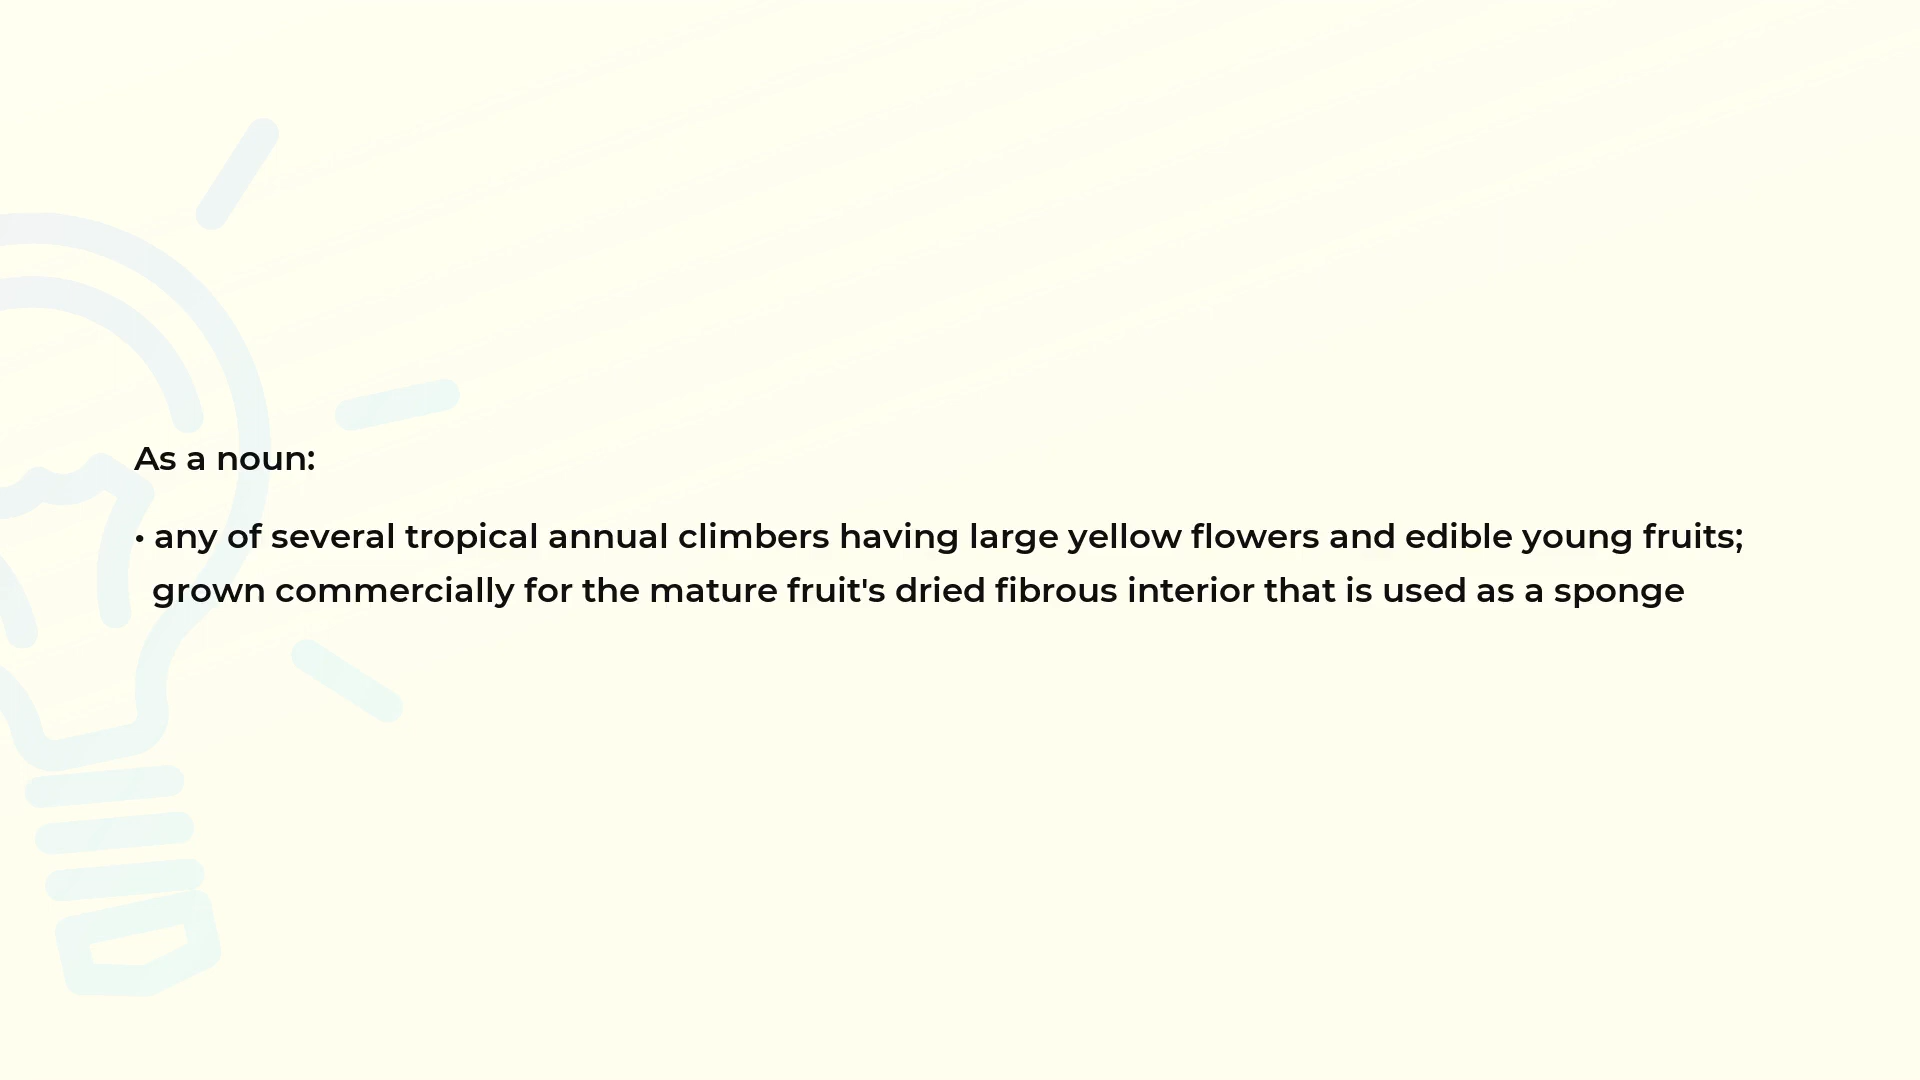 As a noun:
• any of several tropical annual climbers having large yellow flowers and edible young fruits;
grown commercially for the mature fruit's dried fibrous interior that is used as a sponge